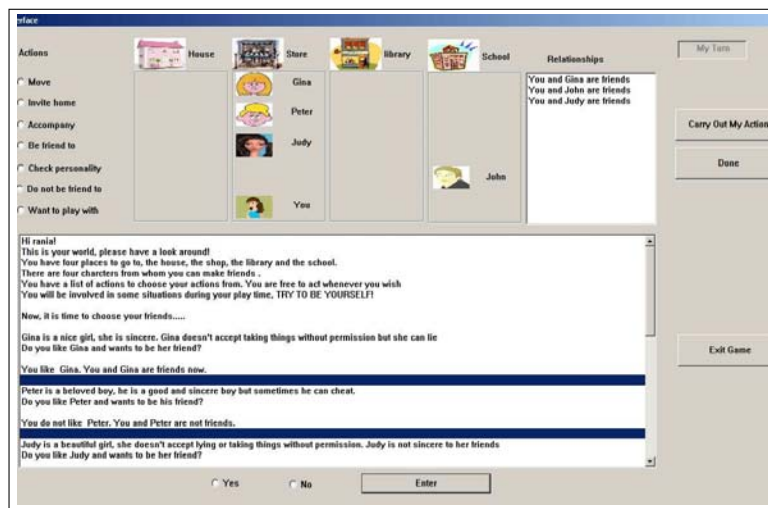 erface
Actions
House
Store
library
School
Relationships
My Turn
Move
Invite home
Accompany
Be friend to
Check personality
Do not be friend to
Want to play with
Gina
Peter
Judy
You
John
You and Gina are friends
You and John are friends
You and Judy are friends
Carry Out My Action
Done
Hi rania!
This is your world, please have a look around!
You have four places to go to, the house, the shop, the library and the school.
There are four charcters from whom you can make friends .
You have a list of actions to choose your actions from. You are free to act whenever you wish
You will be involved in some situations during your play time, TRY TO BE YOURSELF!
Now, it is time to choose your friends.....
Gina is a nice girl, she is sincere. Gina doesn't accept taking things without permission but she can lie
Do you like Gina and wants to be her friend?
You like  Gina. You and Gina are friends now.
Peter is a beloved boy, he is a good and sincere boy but sometimes he can cheat.
Do you like Peter and wants to be his friend?
You do not like  Peter. You and Peter are not friends.
Judy is a beautiful girl, she doesn't accept lying or taking things without permission. Judy is not sincere to her friends
Do you like Judy and wants to be her friend?
Exit Game
Yes
No
Enter